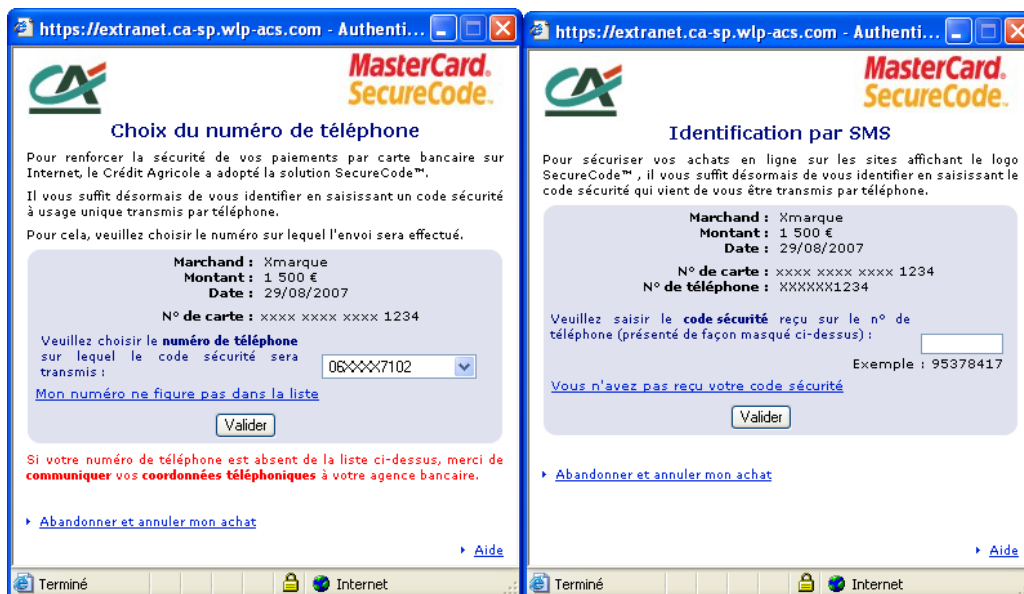 https://extranet.ca-sp.wlp-acs.com - Authenti...
CA
MasterCard.
SecureCode™
Choix du numéro de téléphone
Pour renforcer la sécurité de vos paiements par carte bancaire sur
Internet, le Crédit Agricole a adopté la solution SecureCode™.
Il vous suffit désormais de vous identifier en saisissant un code sécurité
à usage unique transmis par téléphone.
Pour cela, veuillez choisir le numéro sur lequel l'envoi sera effectué.
Marchand : Xmarque
Montant : 1 500 €
Date : 29/08/2007
N° de carte : xxxx xxxx xxxx 1234
Veuillez choisir le numéro de téléphone
sur lequel le code sécurité sera
transmis :
06XXXX7102
Mon numéro ne figure pas dans la liste
Valider
Si votre numéro de téléphone est absent de la liste ci-dessus, merci de
communiquer vos coordonnées téléphoniques à votre agence bancaire.
Abandonner et annuler mon achat
Aide
Terminé
Internet
https://extranet.ca-sp.wlp-acs.com - Authenti...
CA
MasterCard.
SecureCode™
Identification par SMS
Pour sécuriser vos achats en ligne sur les sites affichant le logo
SecureCode™ , il vous suffit désormais de vous identifier en saisissant le
code sécurité qui vient de vous être transmis par téléphone.
Marchand : Xmarque
Montant : 1 500 €
Date : 29/08/2007
N° de carte : xxxx xxxx xxxx 1234
N° de téléphone : XXXXXX1234
Veuillez saisir le code sécurité reçu sur le n° de
téléphone (présenté de façon masqué ci-dessus) :
Exemple : 95378417
Vous n'avez pas reçu votre code sécurité
Valider
Abandonner et annuler mon achat
Aide
Terminé
Internet